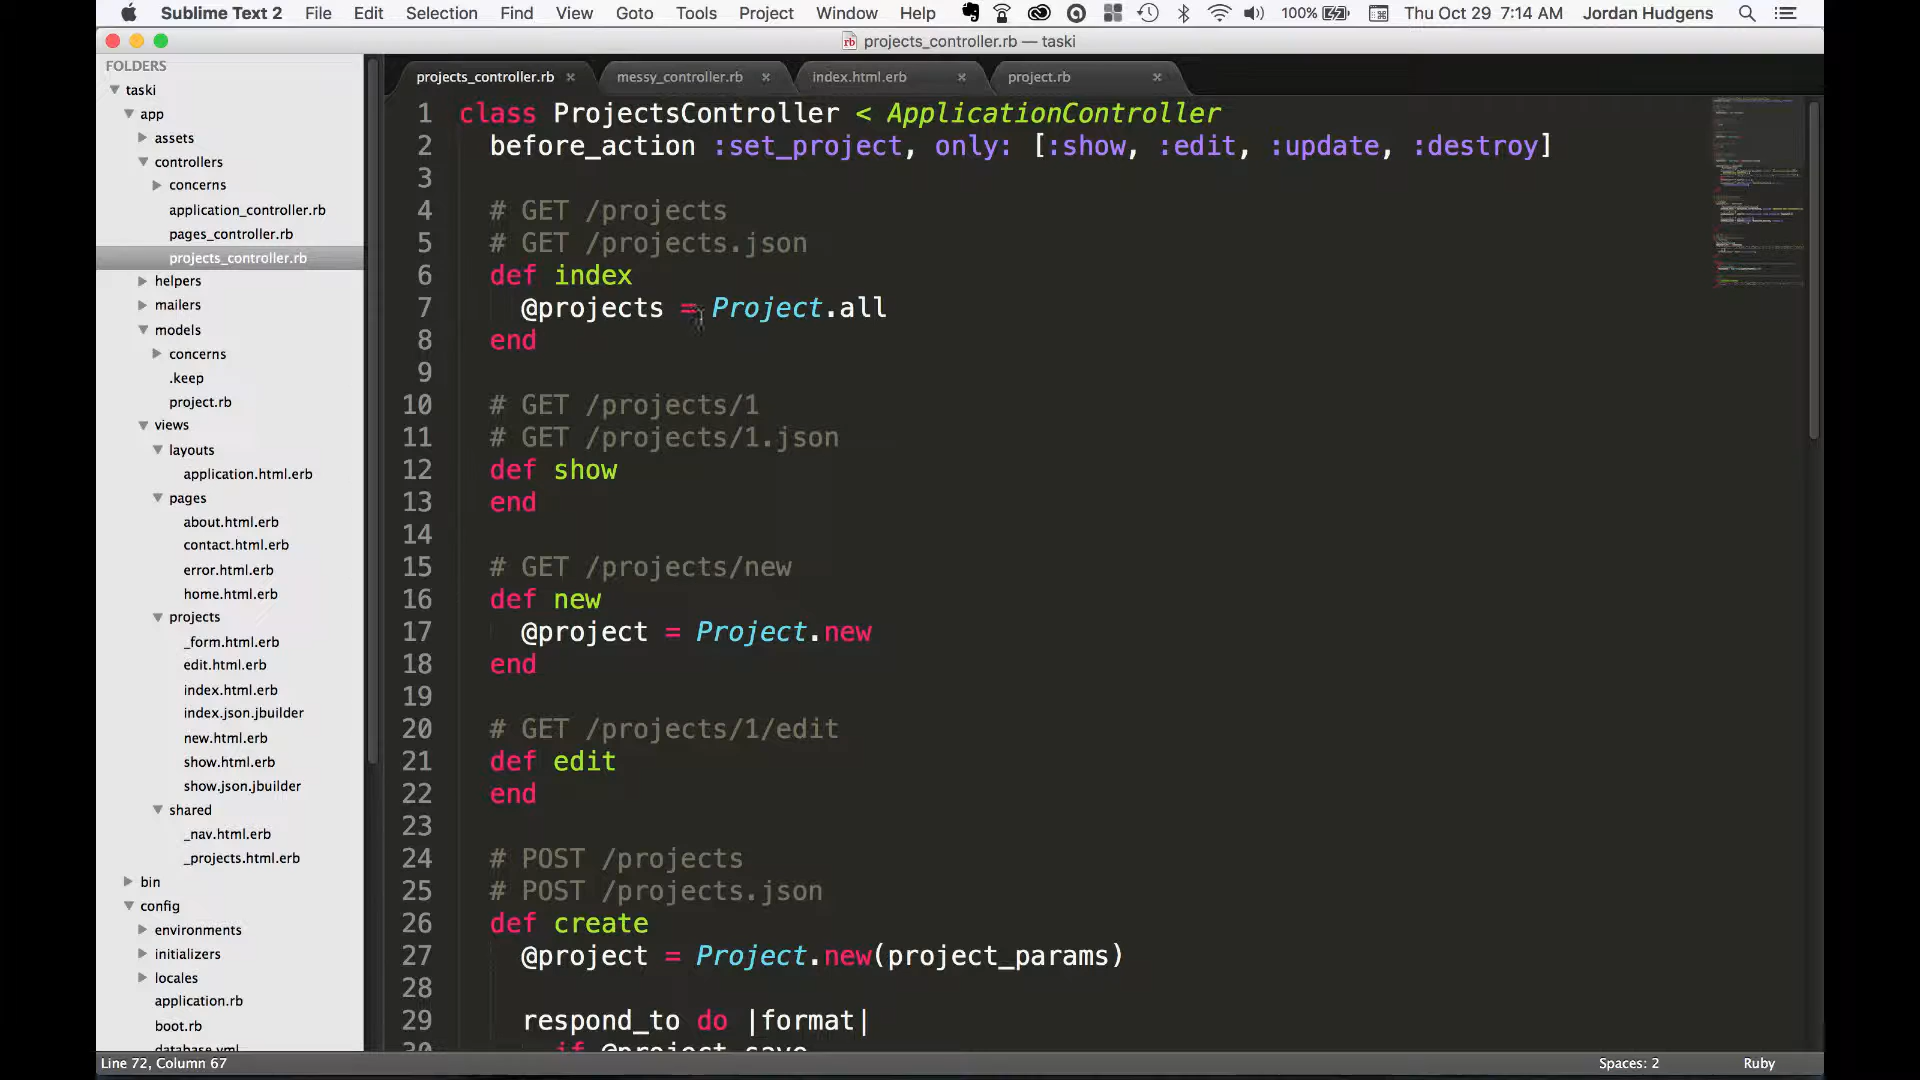 Sublime Text 2 File Edit Selection Find View Goto Tools Project Window Help 100% Thu Oct 29 7:14 AM Jordan Hudgens
projects_controller.rb — taski
FOLDERS
taski
app
assets
controllers
concerns
application_controller.rb
pages_controller.rb
projects_controller.rb
helpers
mailers
models
concerns
.keep
project.rb
views
layouts
application.html.erb
pages
about.html.erb
contact.html.erb
error.html.erb
home.html.erb
projects
_form.html.erb
edit.html.erb
index.html.erb
index.json.jbuilder
new.html.erb
show.html.erb
show.json.jbuilder
shared
_nav.html.erb
_projects.html.erb
bin
config
environments
initializers
locales
application.rb
boot.rb
database.yml
projects_controller.rb × messy_controller.rb × index.html.erb × project.rb ×
1 class ProjectsController < ApplicationController
2 before_action :set_project, only: [:show, :edit, :update, :destroy]
3
4 # GET /projects
5 # GET /projects.json
6 def index
7 @projects = Project.all
8 end
9
10 # GET /projects/1
11 # GET /projects/1.json
12 def show
13 end
14
15 # GET /projects/new
16 def new
17 @project = Project.new
18 end
19
20 # GET /projects/1/edit
21 def edit
22 end
23
24 # POST /projects
25 # POST /projects.json
26 def create
27 @project = Project.new(project_params)
28
29 respond_to do |format|
30 if @project.save
Line 72, Column 67 Spaces: 2 Ruby